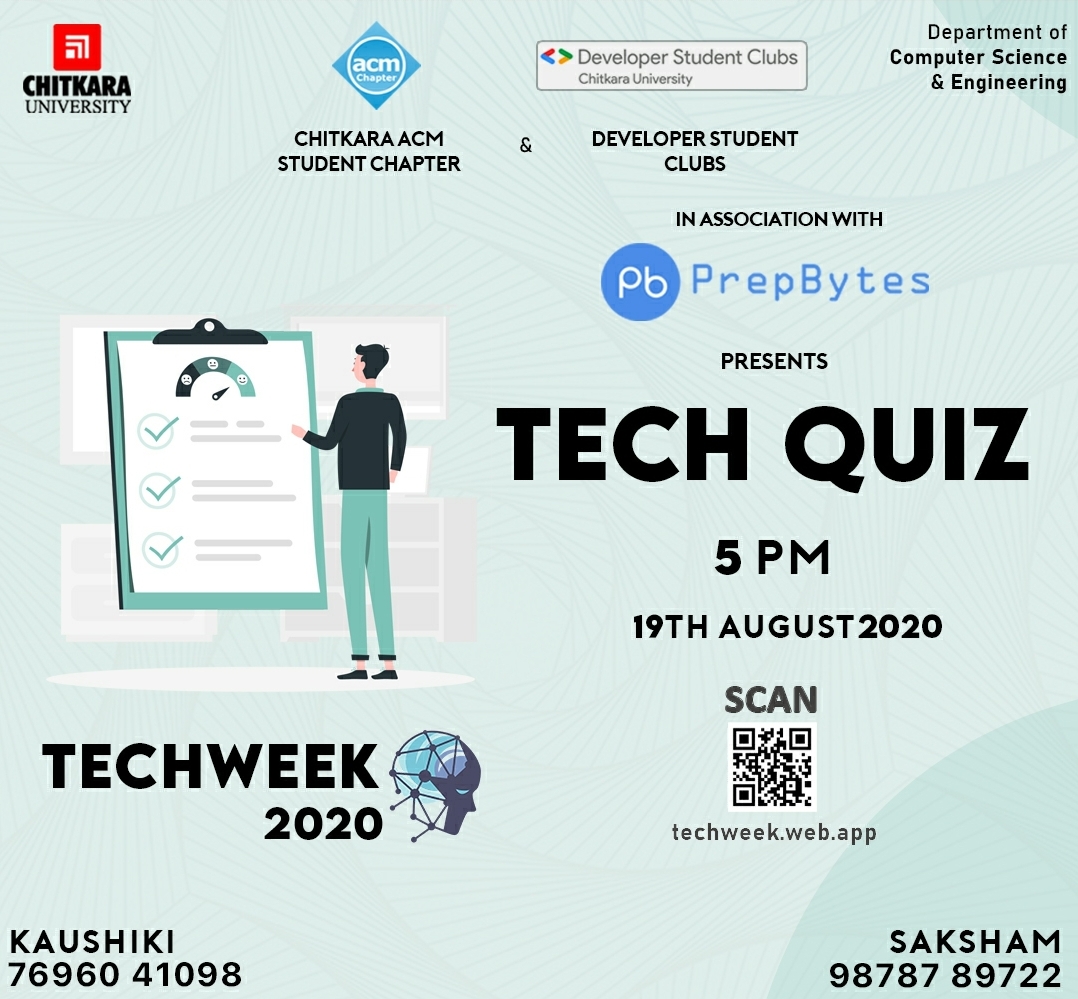 CHITKARA
UNIVERSITY
acm
Chapter
Developer Student Clubs
Chitkara University
Department of
Computer Science
& Engineering
CHITKARA ACM
STUDENT CHAPTER
&
DEVELOPER STUDENT
CLUBS
IN ASSOCIATION WITH
Pb PrepBytes
PRESENTS
TECH QUIZ
5 PM
19TH AUGUST 2020
SCAN
techweek.web.app
TECHWEEK
2020
KAUSHIKI
76960 41098
SAKSHAM
98787 89722